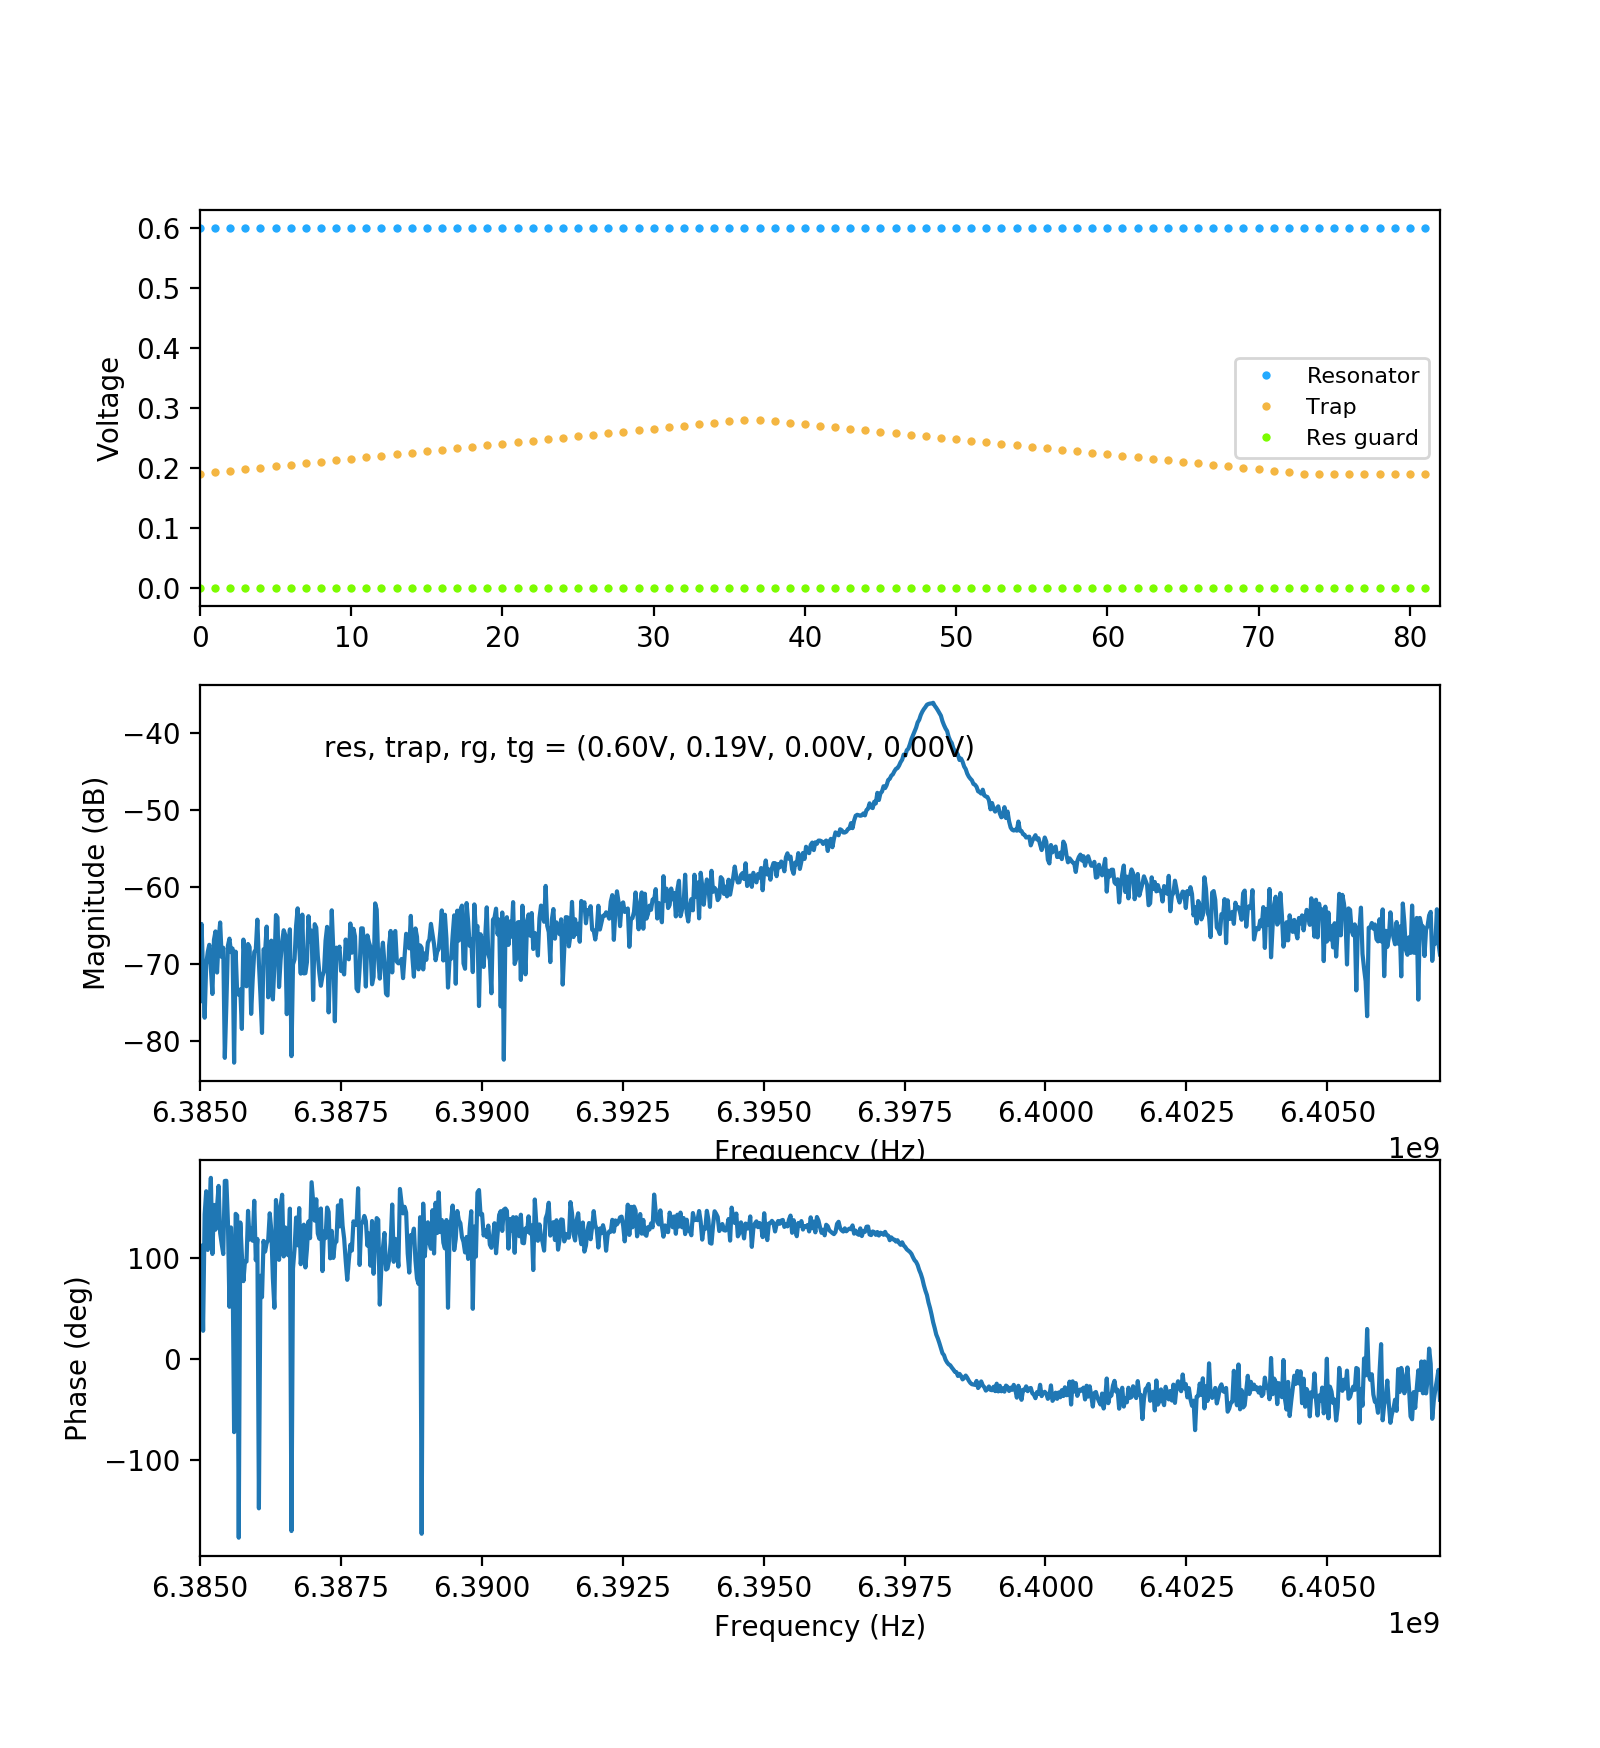 0.6
0.5
0.4
0.3
0.2
0.1
0.0
Voltage
Resonator
Trap
Res guard
0 10 20 30 40 50 60 70 80
−40
−50
−60
−70
−80
Magnitude (dB)
res, trap, rg, tg = (0.60V, 0.19V, 0.00V, 0.00V)
6.3850 6.3875 6.3900 6.3925 6.3950 6.3975 6.4000 6.4025 6.4050
Frequency (Hz)
1e9
100
0
−100
Phase (deg)
6.3850 6.3875 6.3900 6.3925 6.3950 6.3975 6.4000 6.4025 6.4050
Frequency (Hz)
1e9